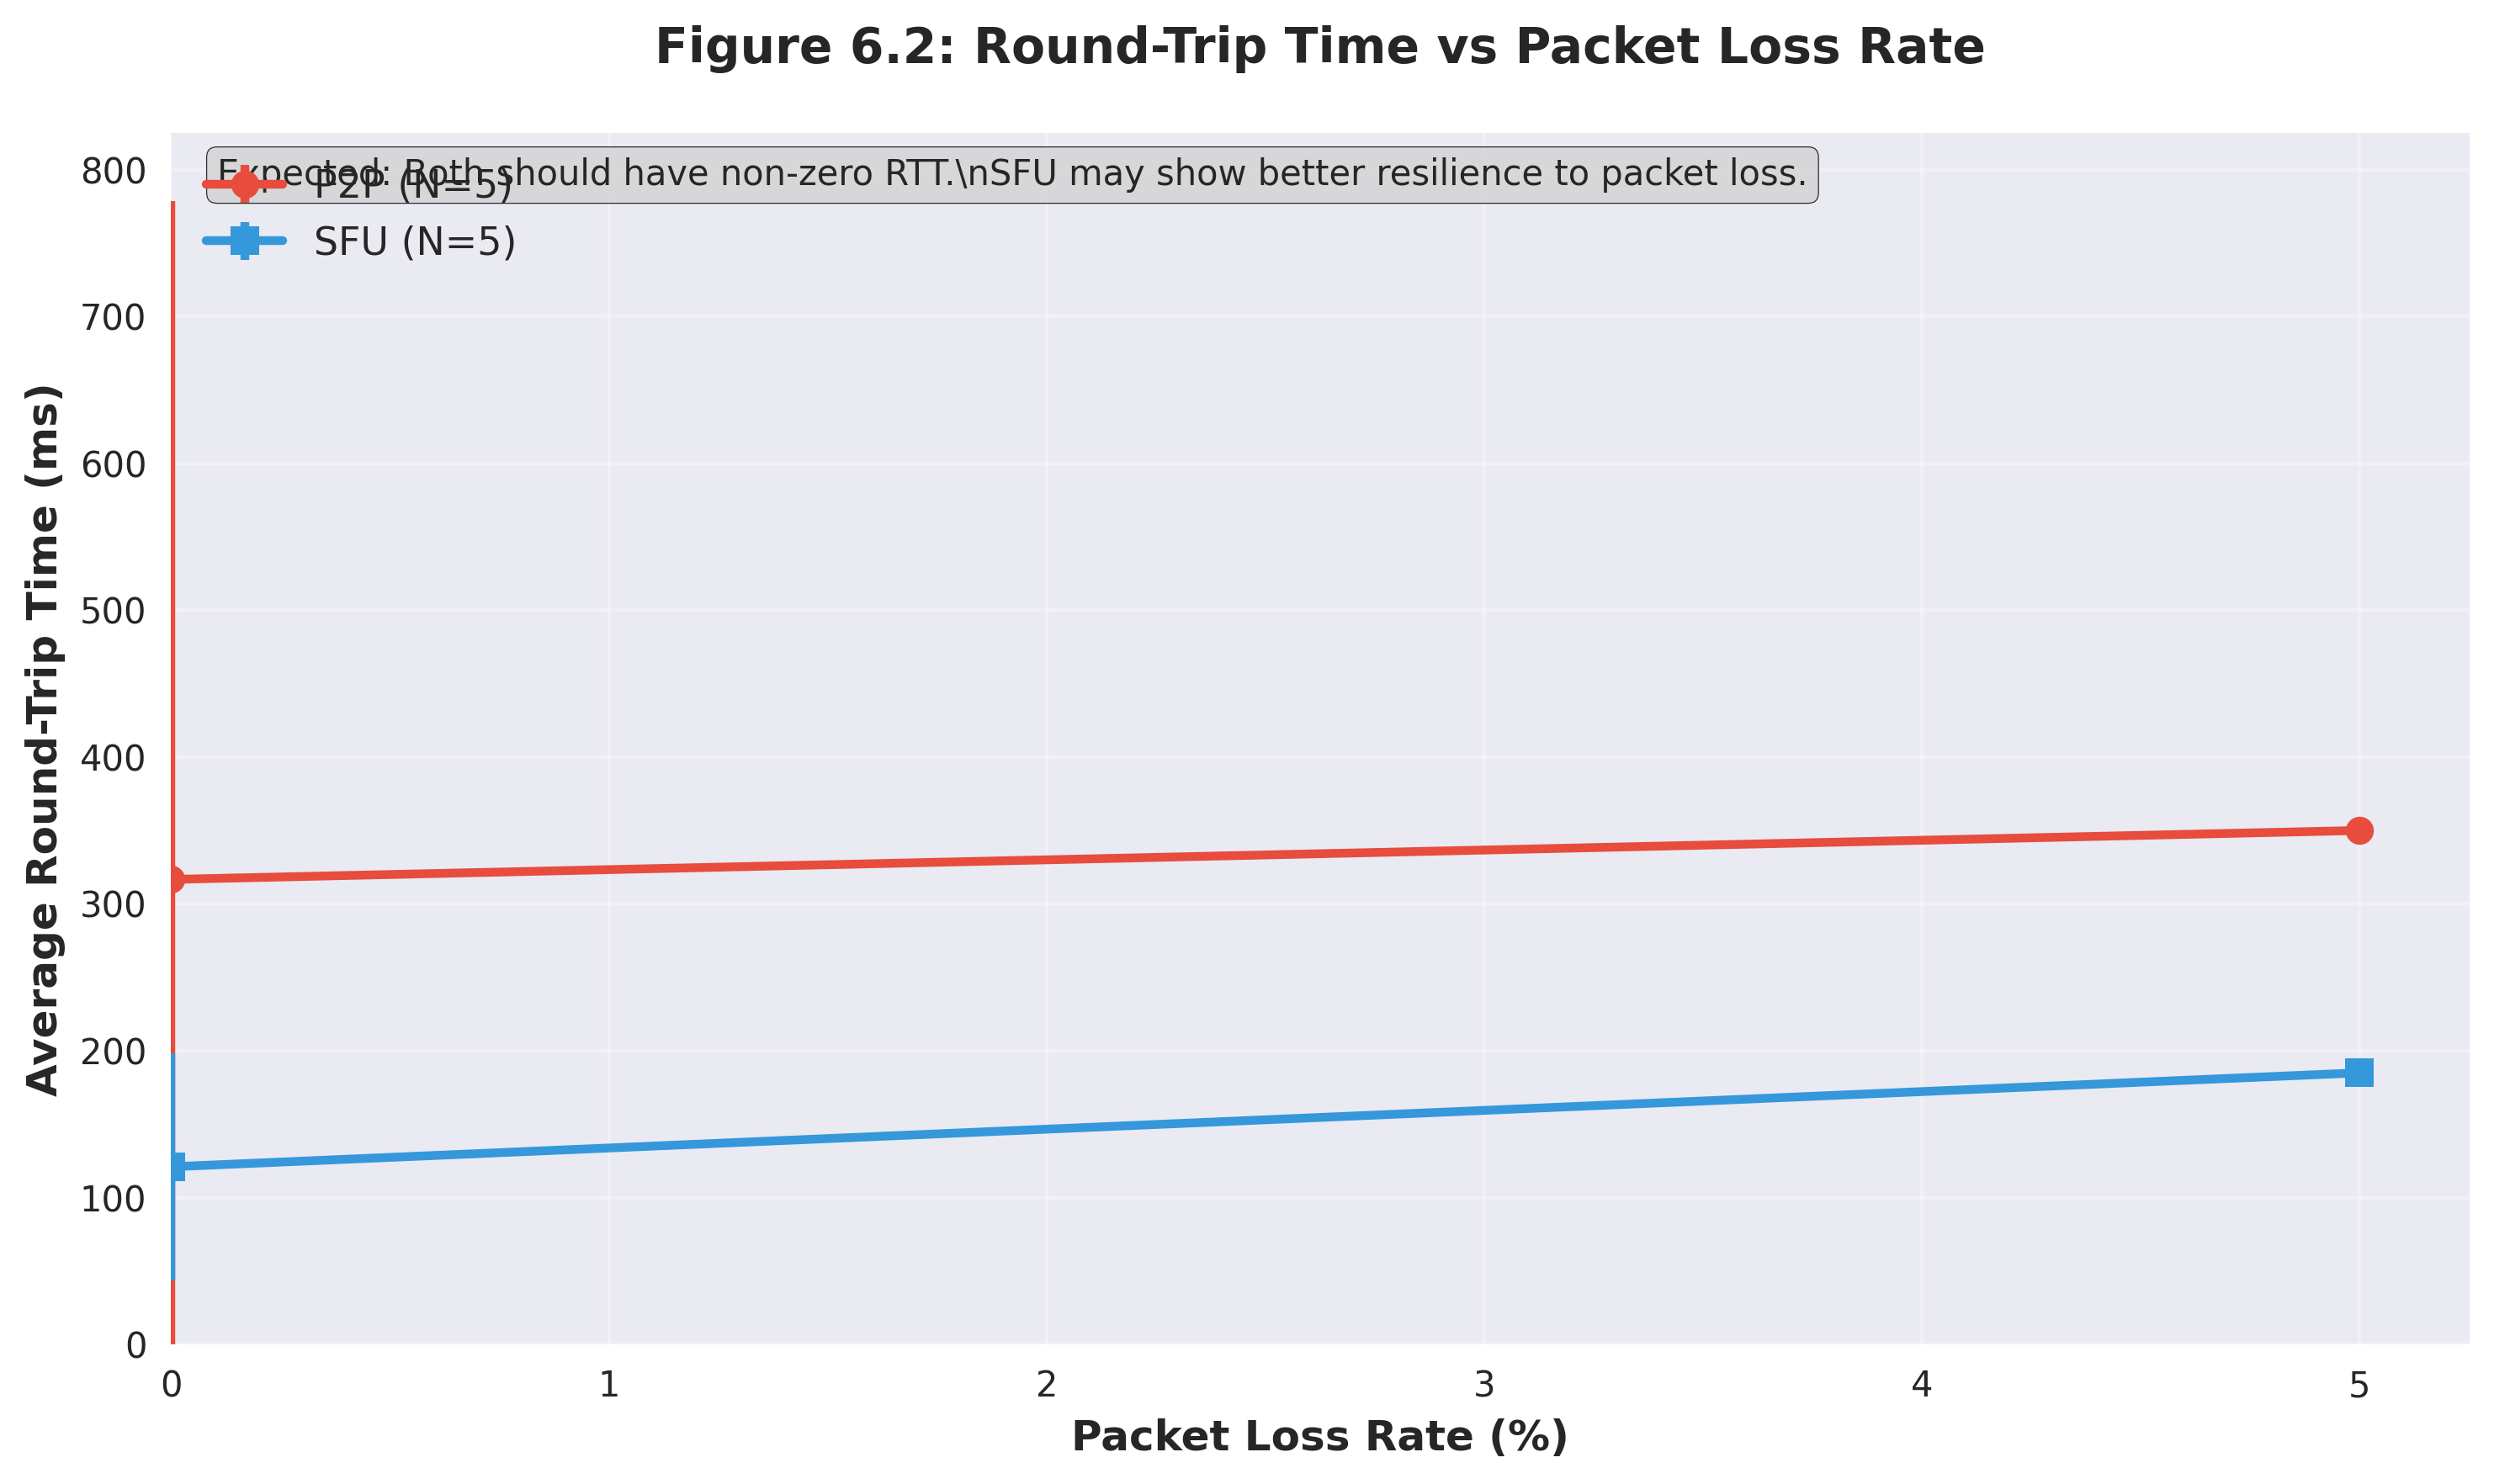 Figure 6.2: Round-Trip Time vs Packet Loss Rate
Expected: Both should have non-zero RTT.\nSFU may show better resilience to packet loss.
P2P (N=5)
SFU (N=5)
Average Round-Trip Time (ms)
800
700
600
500
400
300
200
100
0
0 1 2 3 4 5
Packet Loss Rate (%)